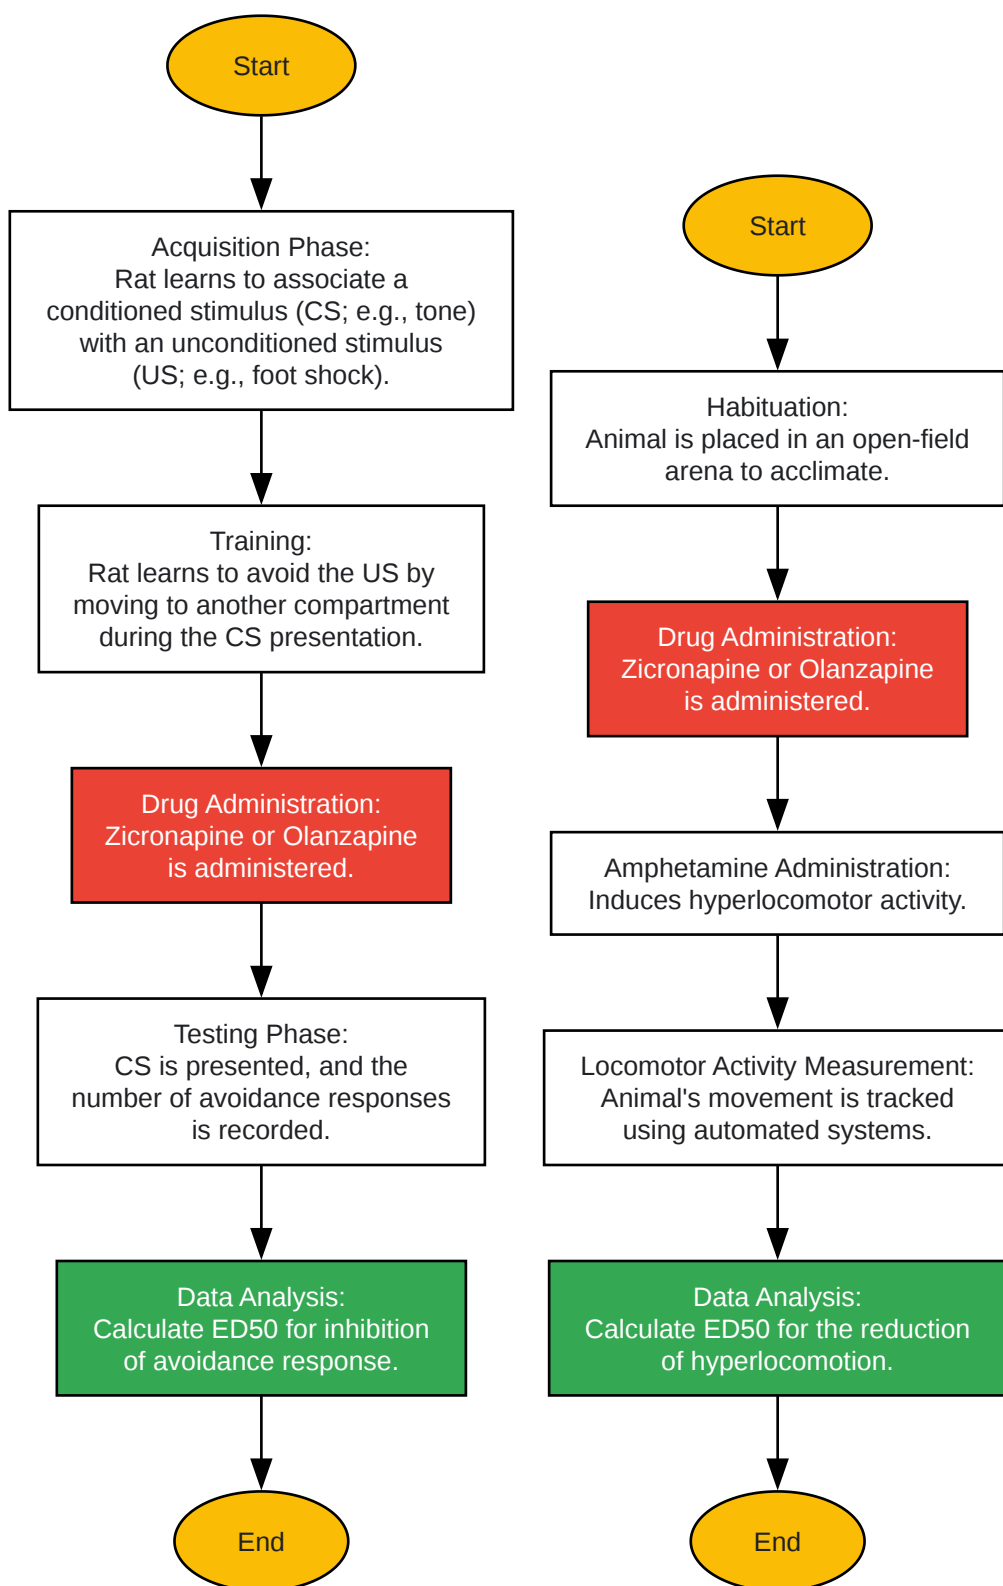 Start
Acquisition Phase:
Rat learns to associate a
conditioned stimulus (CS; e.g., tone)
with an unconditioned stimulus
(US; e.g., foot shock).
Training:
Rat learns to avoid the US by
moving to another compartment
during the CS presentation.
Drug Administration:
Zicronapine or Olanzapine
is administered.
Testing Phase:
CS is presented, and the
number of avoidance responses
is recorded.
Data Analysis:
Calculate ED50 for inhibition
of avoidance response.
End
Start
Habituation:
Animal is placed in an open-field
arena to acclimate.
Drug Administration:
Zicronapine or Olanzapine
is administered.
Amphetamine Administration:
Induces hyperlocomotor activity.
Locomotor Activity Measurement:
Animal's movement is tracked
using automated systems.
Data Analysis:
Calculate ED50 for the reduction
of hyperlocomotion.
End